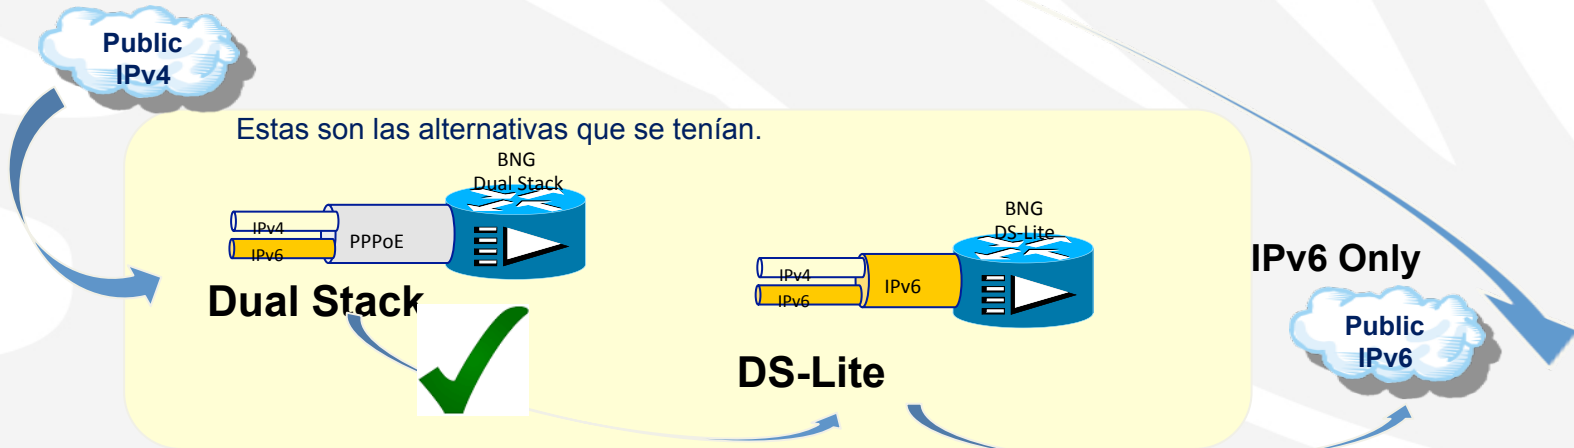 Public
IPv4
Estas son las alternativas que se tenían.
BNG
Dual Stack
IPv4
IPv6
PPPoE
Dual Stack
BNG
DS-Lite
IPv4
IPv6
IPv6
DS-Lite
IPv6 Only
Public
IPv6